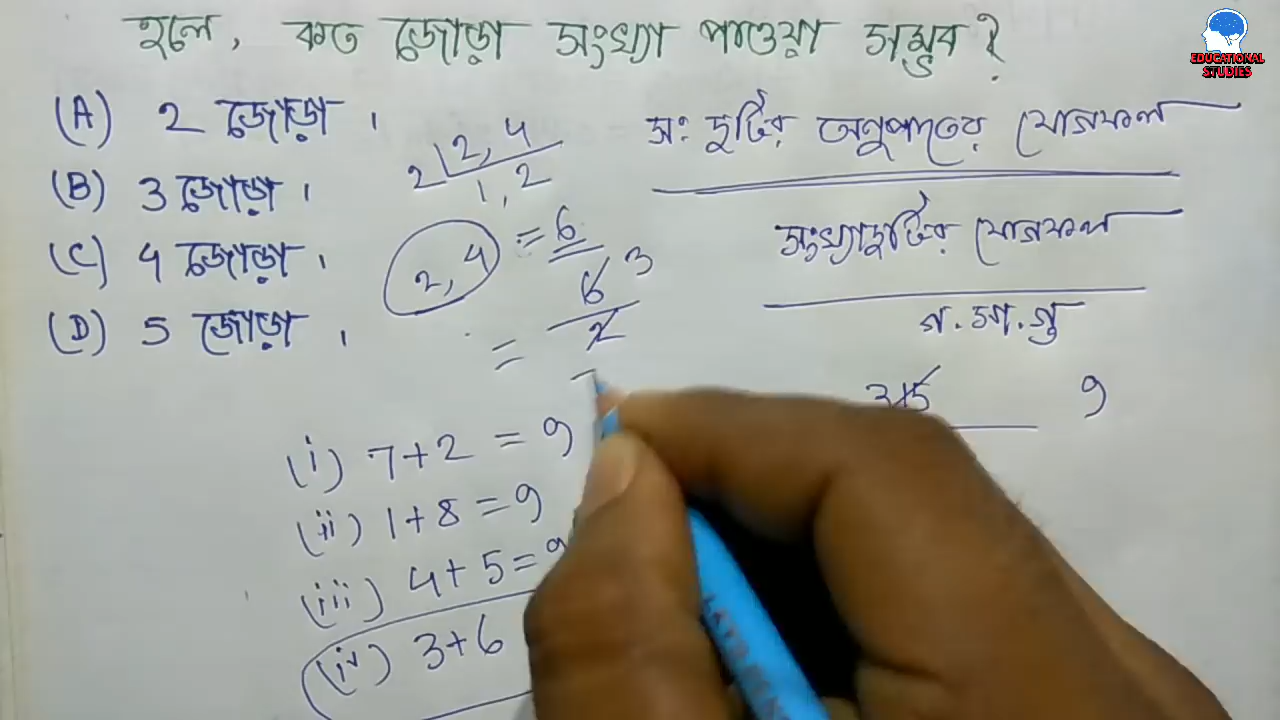 হলে, কত জোড়া সংখ্যা পাওয়া সম্ভব?
EDUCATIONAL
STUDIES
(A) 2 জোড়া।
(B) 3 জোড়া।
(C) 4 জোড়া।
(D) 5 জোড়া।
2 2, 4
1, 2
2, 4 = 6
6 3
= 2
সং দুটির অনুপাতের যোগফল
সংখ্যাদুটির যোগফল
গ.সা.গু
3+5 9
(i) 7+2 = 9
(ii) 1+8 = 9
(iii) 4+5=9
(iv) 3+6